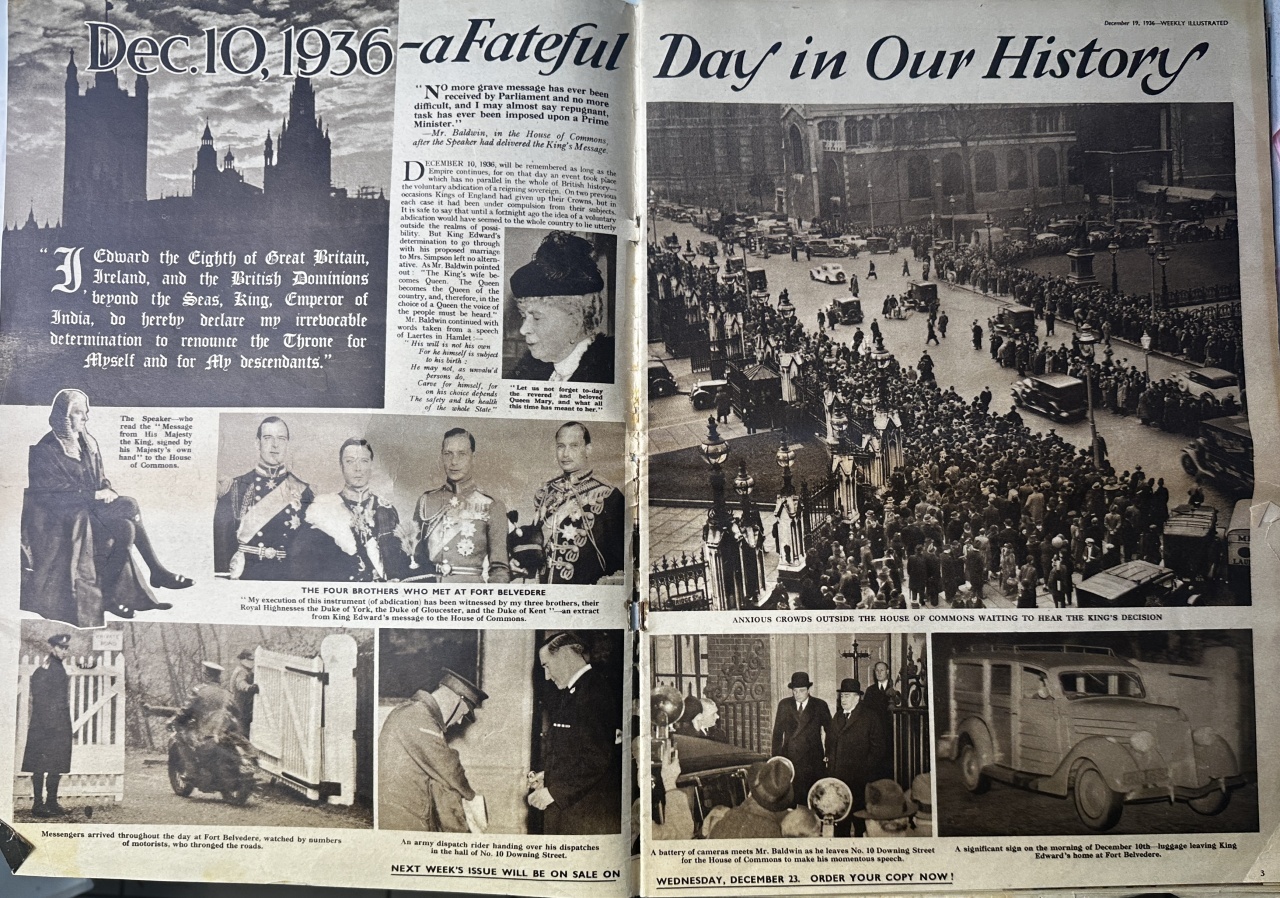 December 19, 1936—WEEKLY ILLUSTRATED
Dec.10,1936-a Fateful Day in Our History
"I Edward the Eighth of Great Britain,
Ireland, and the British Dominions
beyond the Seas, King, Emperor of
India, do hereby declare my irrevocable
determination to renounce the Throne for
Myself and for My descendants."
"NO more grave message has ever been
received by Parliament and no more
difficult, and I may almost say repugnant,
task has ever been imposed upon a Prime
Minister."
—Mr. Baldwin, in the House of Commons,
after the Speaker had delivered the King's Message.
DECEMBER 10, 1936, will be remembered as long as the
Empire continues, for on that day an event took place
which has no parallel in the whole of British history—
the voluntary abdication of a reigning sovereign. On two previous
occasions Kings of England had given up their Crowns, but in
each case it had been under compulsion from their subjects.
It is safe to say that until a fortnight ago the idea of a voluntary
abdication would have seemed to the whole country to lie utterly
outside the realms of possi-
bility. But King Edward's
determination to go through
with his proposed marriage
to Mrs. Simpson left no altern-
ative. As Mr. Baldwin pointed
out: "The King's wife be-
comes Queen. The Queen
becomes the Queen of the
country, and, therefore, in the
choice of a Queen the voice of
the people must be heard."
Mr. Baldwin continued with
words taken from a speech
of Laertes in Hamlet:—
"His will is not his own
For he himself is subject
to his birth:
He may not, as unvalu'd
persons do,
Carve for himself, for
on his choice depends
The safety and the health
of the whole State."
"Let us not forget to-day
the revered and beloved
Queen Mary, and what all
this time has meant to her."
The Speaker—who
read the "Message
from His Majesty
the King, signed by
his Majesty's own
hand" to the House
of Commons.
THE FOUR BROTHERS WHO MET AT FORT BELVEDERE
"My execution of this instrument (of abdication) has been witnessed by my three brothers, their
Royal Highnesses the Duke of York, the Duke of Gloucester, and the Duke of Kent"—an extract
from King Edward's message to the House of Commons.
Messengers arrived throughout the day at Fort Belvedere, watched by numbers
of motorists, who thronged the roads.
An army dispatch rider handing over his dispatches
in the hall of No. 10 Downing Street.
NEXT WEEK'S ISSUE WILL BE ON SALE ON
ANXIOUS CROWDS OUTSIDE THE HOUSE OF COMMONS WAITING TO HEAR THE KING'S DECISION
A battery of cameras meets Mr. Baldwin as he leaves No. 10 Downing Street
for the House of Commons to make his momentous speech.
A significant sign on the morning of December 10th—luggage leaving King
Edward's home at Fort Belvedere.
WEDNESDAY, DECEMBER 23. ORDER YOUR COPY NOW!
3